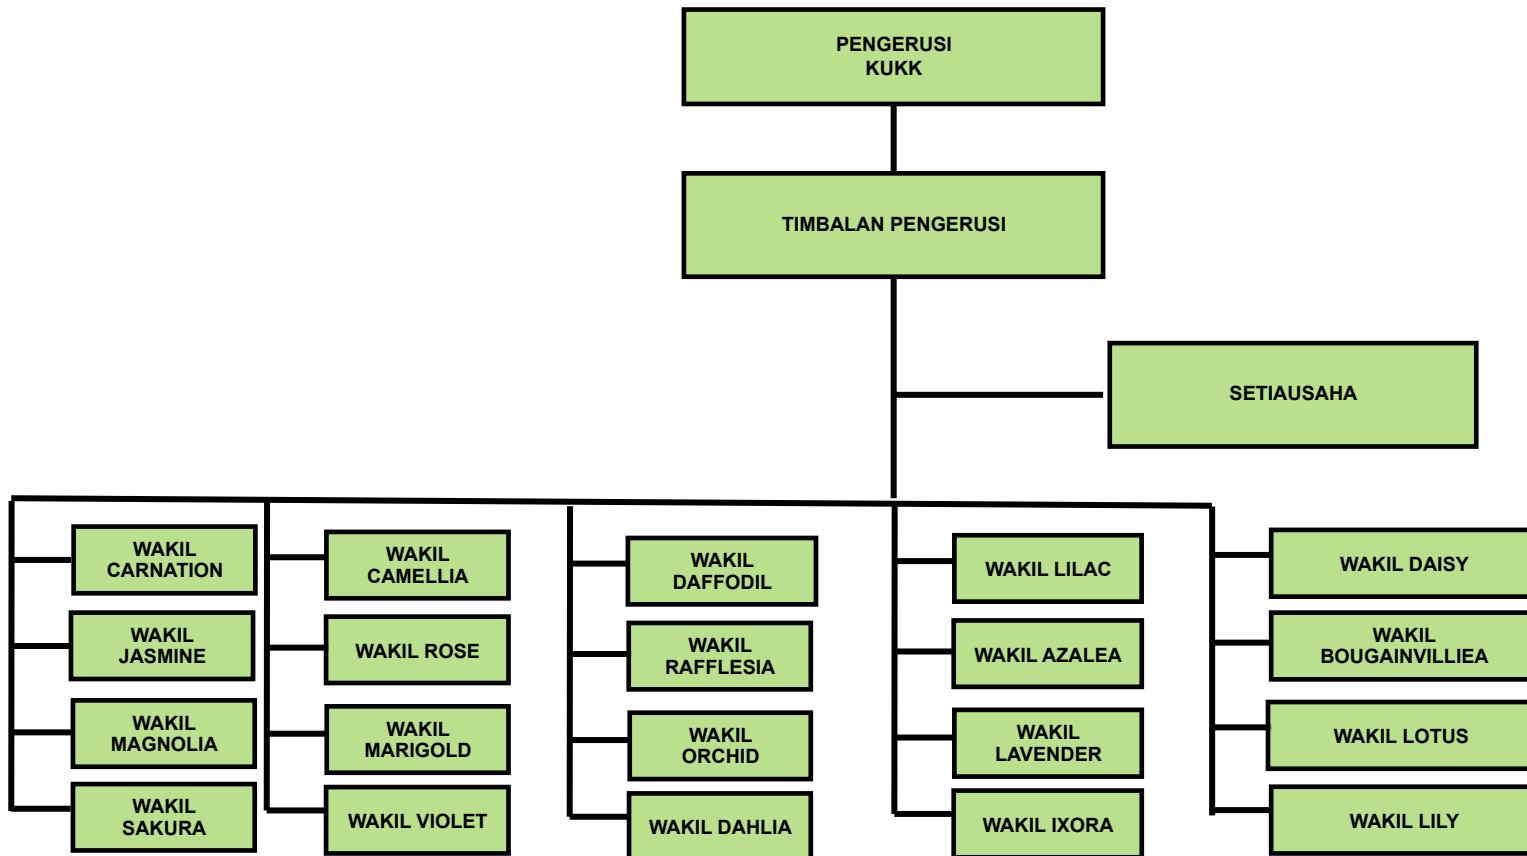 PENGERUSI
KUKK
TIMBALAN PENGERUSI
SETIAUSAHA
WAKIL
CARNATION
WAKIL
JASMINE
WAKIL
MAGNOLIA
WAKIL
SAKURA
WAKIL
CAMELLIA
WAKIL ROSE
WAKIL
MARIGOLD
WAKIL VIOLET
WAKIL
DAFFODIL
WAKIL
RAFFLESIA
WAKIL
ORCHID
WAKIL DAHLIA
WAKIL LILAC
WAKIL AZALEA
WAKIL
LAVENDER
WAKIL IXORA
WAKIL DAISY
WAKIL
BOUGAINVILLIEA
WAKIL LOTUS
WAKIL LILY